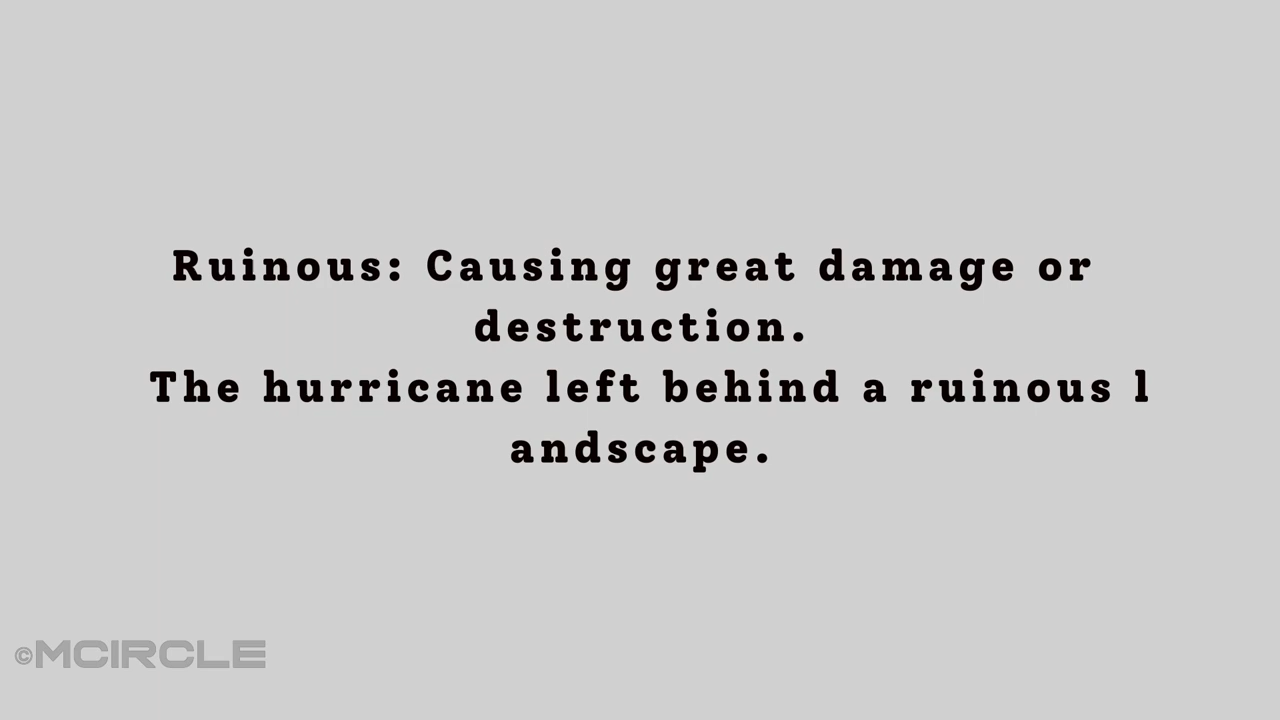 Ruinous: Causing great damage or
destruction.
The hurricane left behind a ruinous l
andscape.
©MCIRCLE